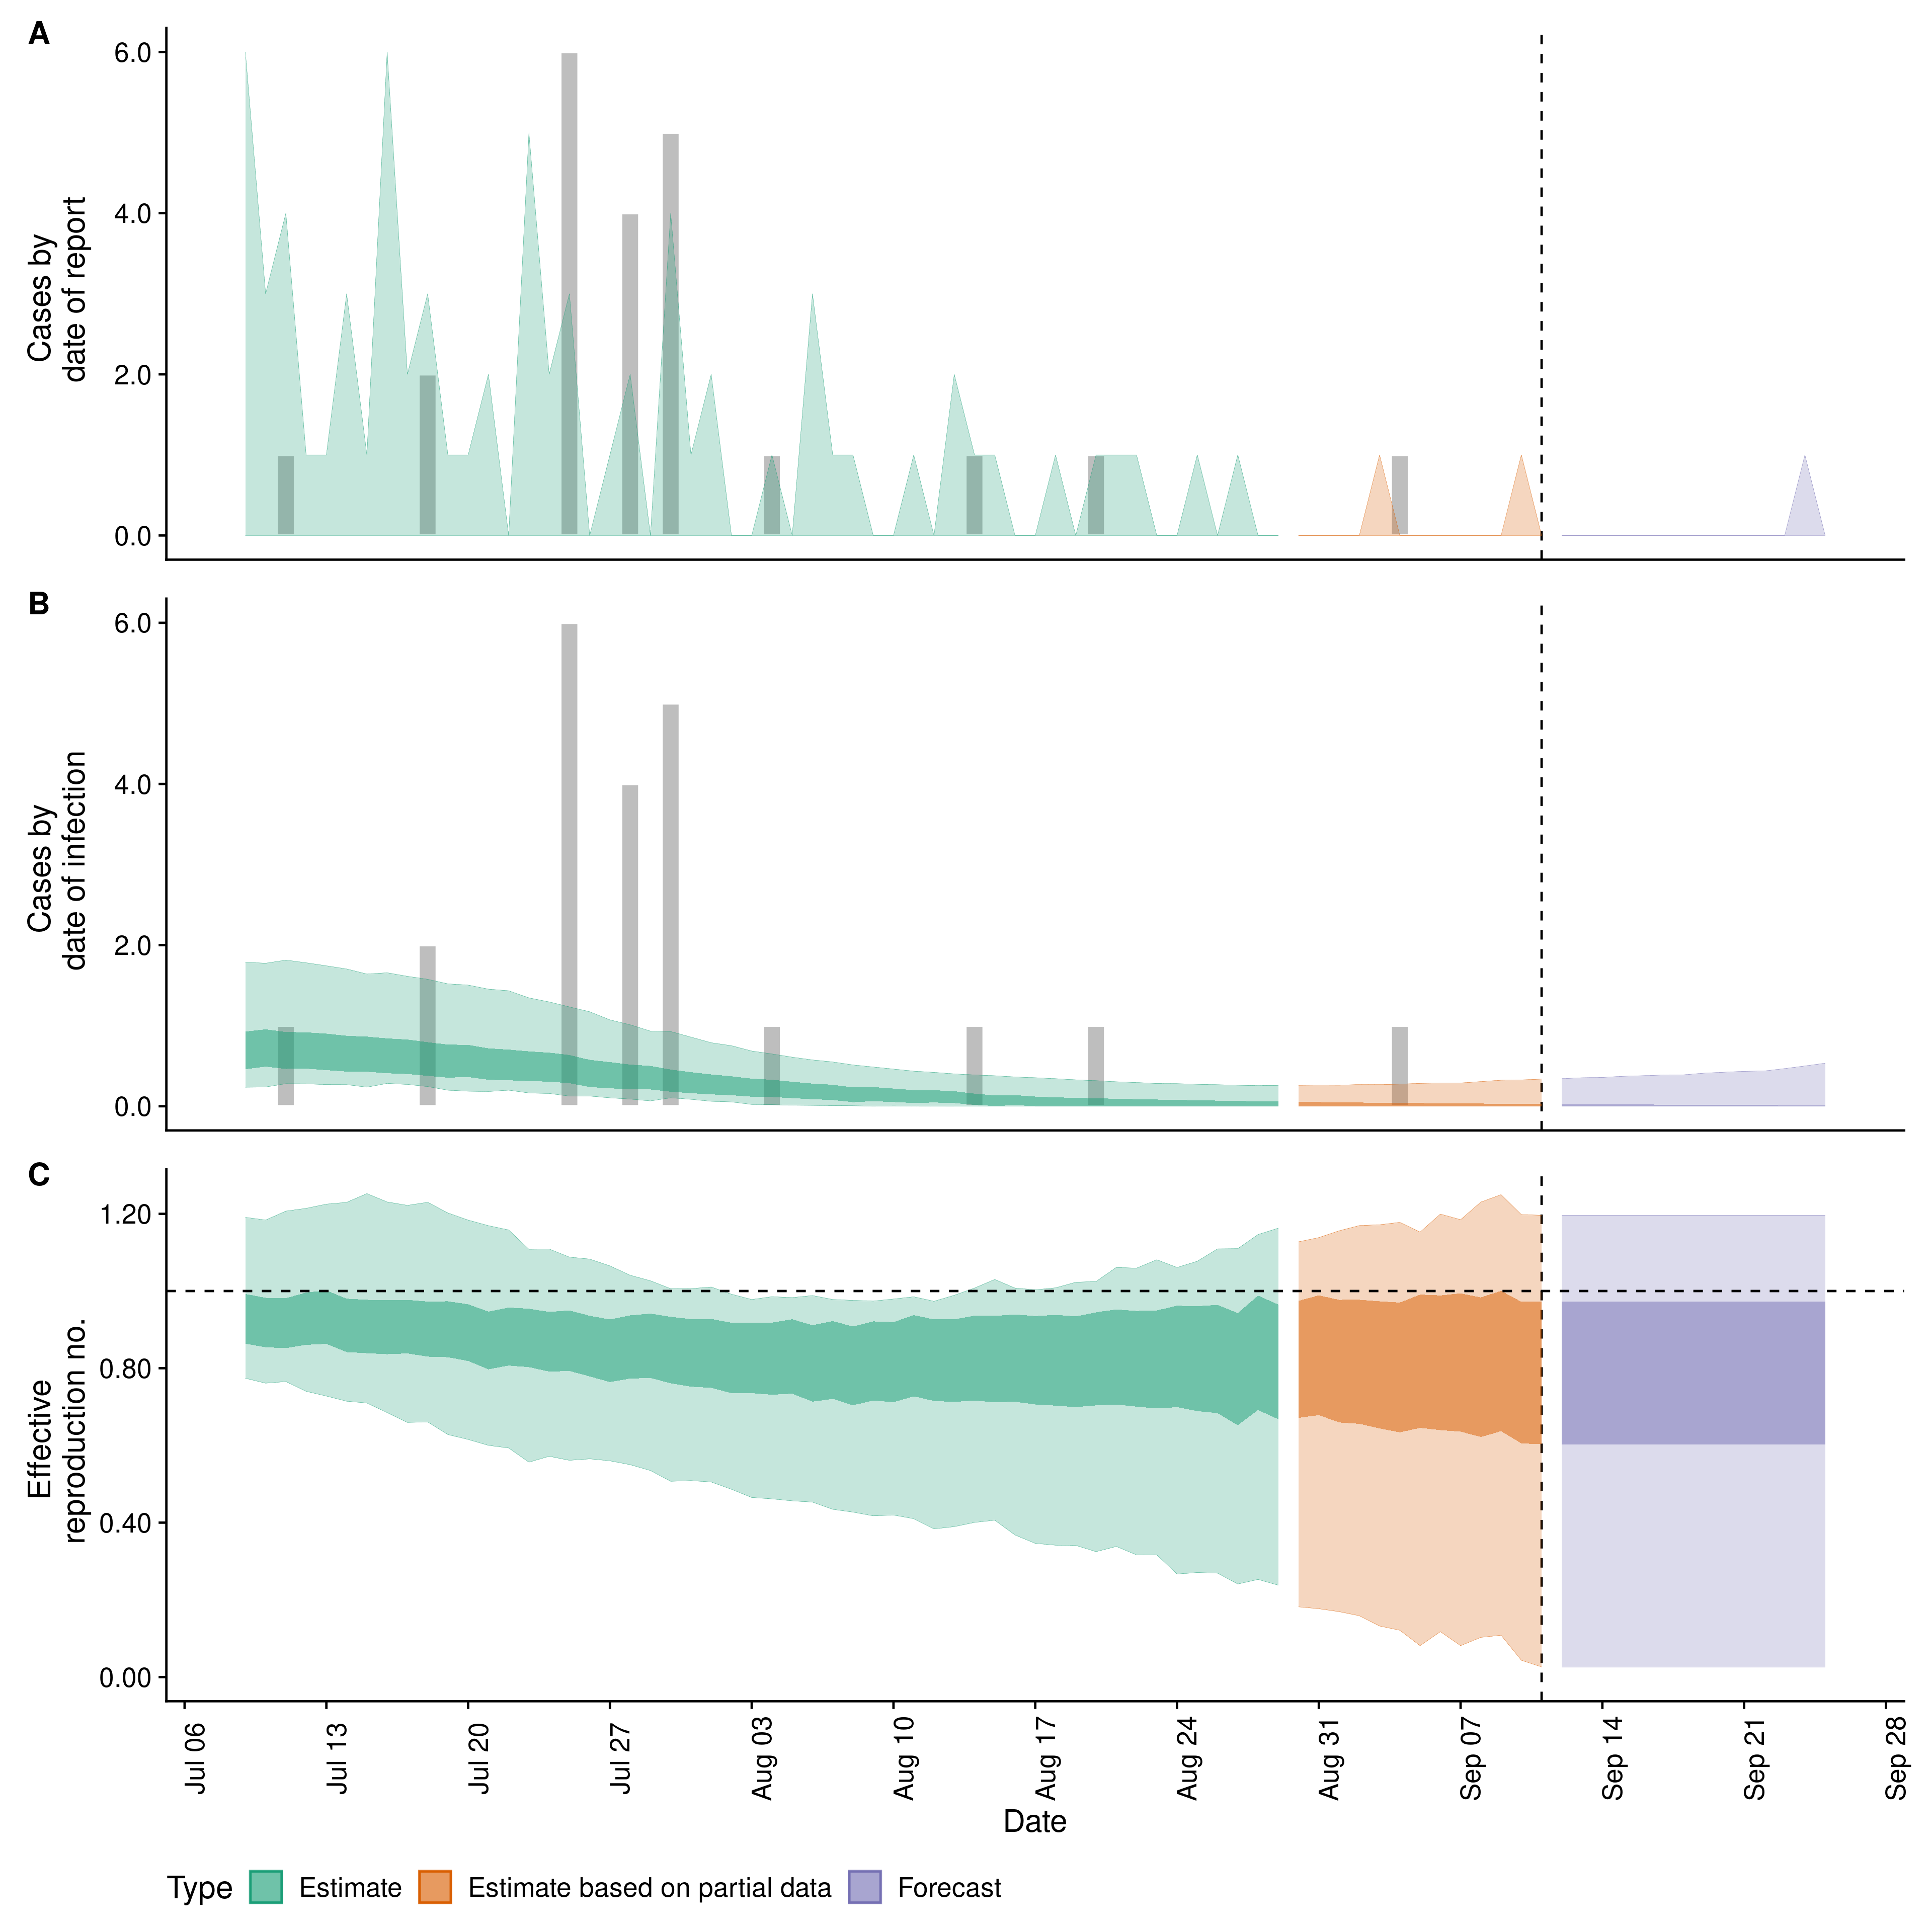 A
6.0
4.0
2.0
0.0
Cases by
date of report
B
6.0
4.0
2.0
0.0
Cases by
date of infection
C
1.20
0.80
0.40
0.00
Effective
reproduction no.
Jul 06
Jul 13
Jul 20
Jul 27
Aug 03
Aug 10
Aug 17
Aug 24
Aug 31
Sep 07
Sep 14
Sep 21
Sep 28
Date
Type Estimate Estimate based on partial data Forecast